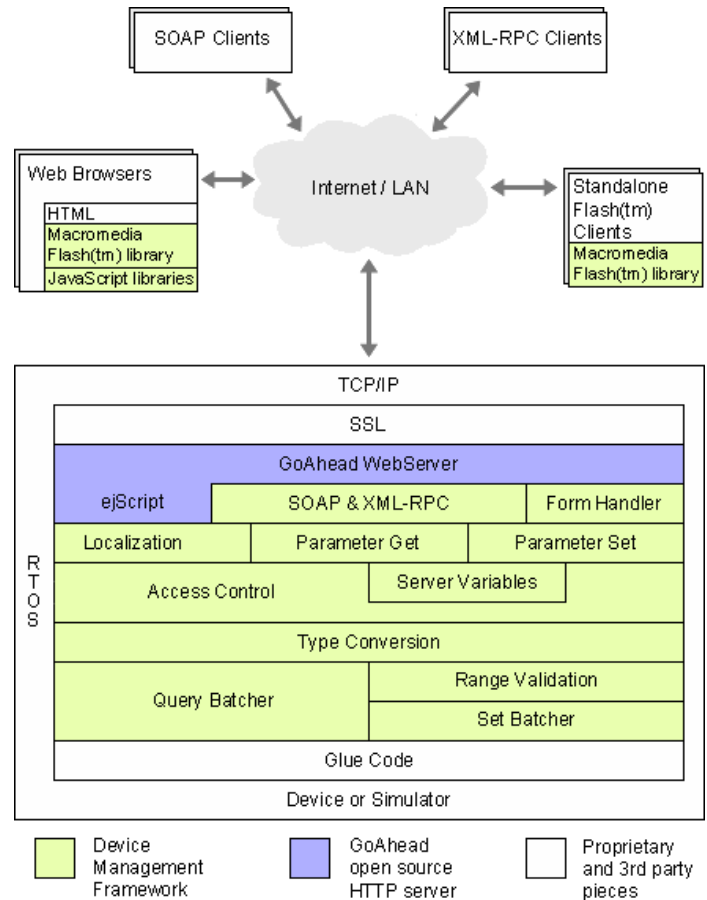 SOAP Clients
XML-RPC Clients
Internet / LAN
Web Browsers
HTML
Macromedia
Flash(tm) library
JavaScript libraries
Standalone
Flash(tm)
Clients
Macromedia
Flash(tm) library
TCP/IP
SSL
GoAhead WebServer
ejScript
SOAP & XML-RPC
Form Handler
Localization
Parameter Get
Parameter Set
RTOS
Access Control
Server Variables
Type Conversion
Query Batcher
Range Validation
Set Batcher
Glue Code
Device or Simulator
Device
Management
Framework
GoAhead
open source
HTTP server
Proprietary
and 3rd party
pieces